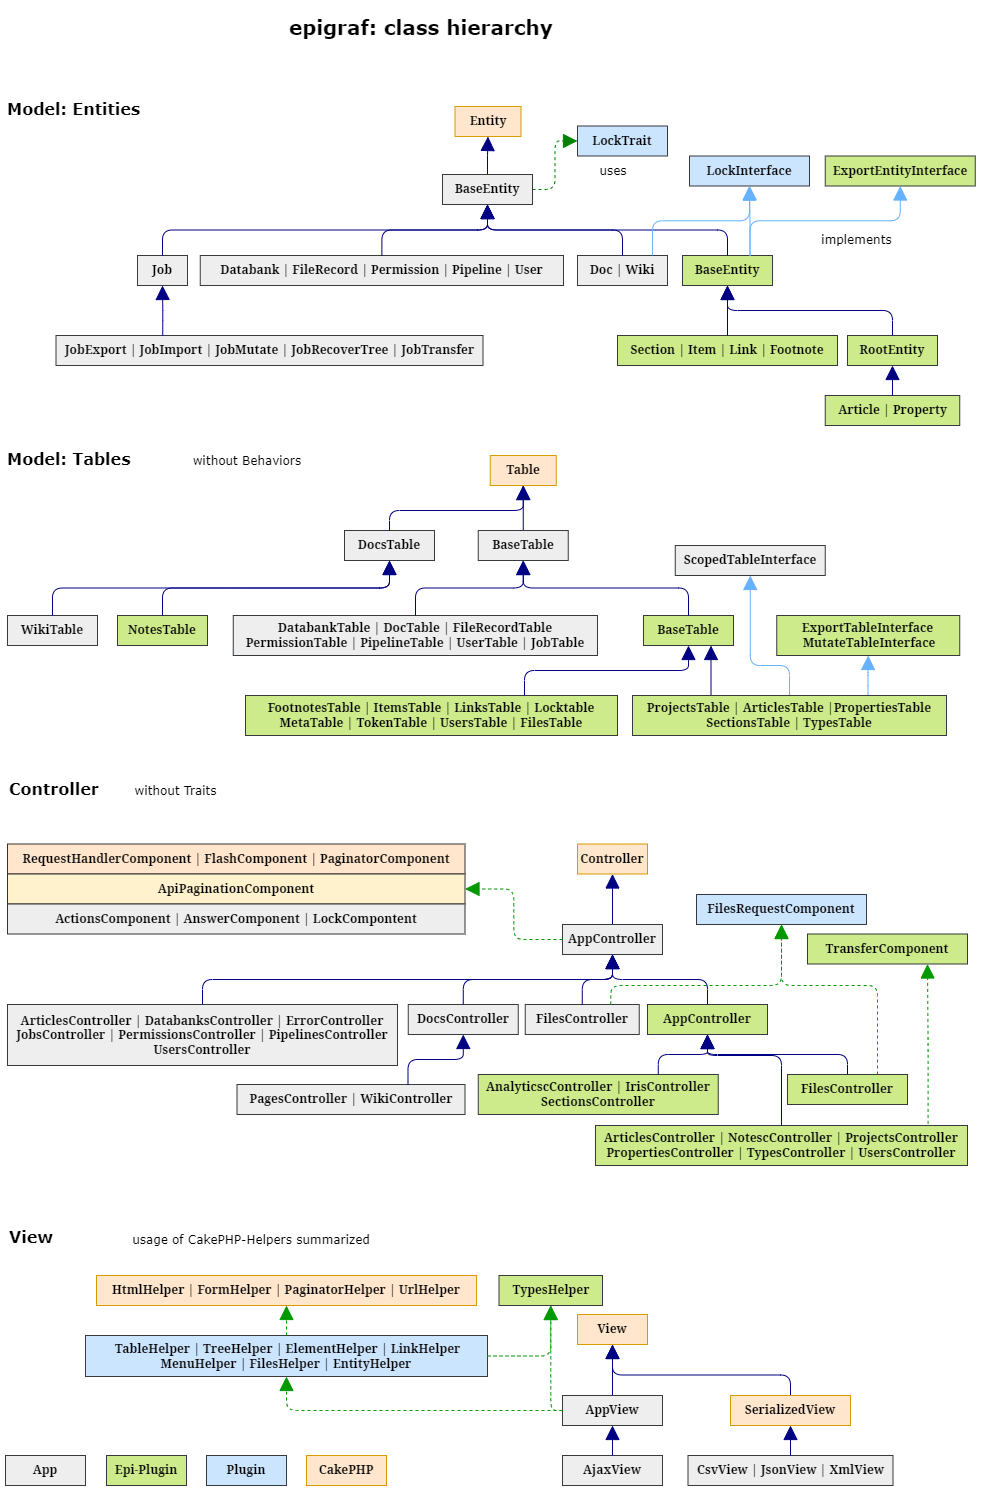 epigraf: class hierarchy
Model: Entities
Entity
LockTrait
uses
LockInterface
ExportEntityInterface
BaseEntity
implements
Job
Databank | FileRecord | Permission | Pipeline | User
Doc | Wiki
BaseEntity
JobExport | JobImport | JobMutate | JobRecoverTree | JobTransfer
Section | Item | Link | Footnote
RootEntity
Article | Property
Model: Tables
without Behaviors
Table
DocsTable
BaseTable
ScopedTableInterface
WikiTable
NotesTable
DatabankTable | DocTable | FileRecordTable
PermissionTable | PipelineTable | UserTable | JobTable
BaseTable
ExportTableInterface
MutateTableInterface
FootnotesTable | ItemsTable | LinksTable | Locktable
MetaTable | TokenTable | UsersTable | FilesTable
ProjectsTable | ArticlesTable |PropertiesTable
SectionsTable | TypesTable
Controller
without Traits
RequestHandlerComponent | FlashComponent | PaginatorComponent
ApiPaginationComponent
ActionsComponent | AnswerComponent | LockCompontent
Controller
FilesRequestComponent
AppController
TransferComponent
ArticlesController | DatabanksController | ErrorController
JobsController | PermissionsController | PipelinesController
UsersController
DocsController
FilesController
AppController
PagesController | WikiController
AnalyticscController | IrisController
SectionsController
FilesController
ArticlesController | NotescController | ProjectsController
PropertiesController | TypesController | UsersController
View
usage of CakePHP-Helpers summarized
HtmlHelper | FormHelper | PaginatorHelper | UrlHelper
TypesHelper
View
TableHelper | TreeHelper | ElementHelper | LinkHelper
MenuHelper | FilesHelper | EntityHelper
AppView
SerializedView
App
Epi-Plugin
Plugin
CakePHP
AjaxView
CsvView | JsonView | XmlView